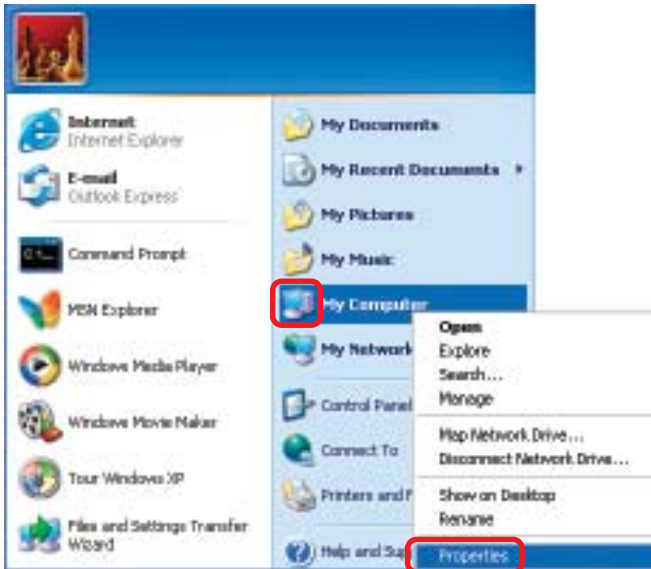 Internet
Internet Explorer
E-mail
Outlook Express
Command Prompt
MSN Explorer
Windows Media Player
Windows Movie Maker
Tour Windows XP
Files and Settings Transfer
Wizard
My Documents
My Recent Documents
My Pictures
My Music
My Computer
My Network
Control Panel
Connect To
Printers and F
Help and Sup
Open
Explore
Search...
Manage
Map Network Drive...
Disconnect Network Drive...
Show on Desktop
Rename
Properties